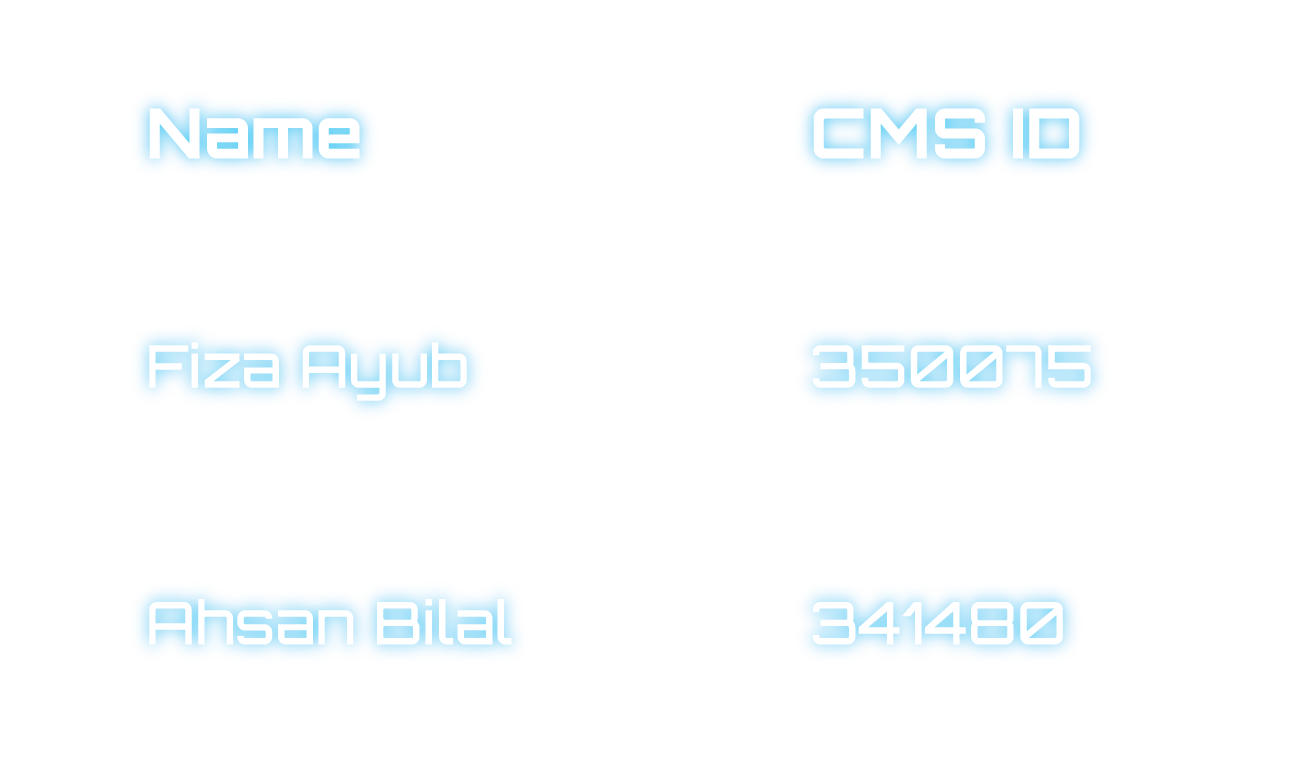 Name CMS ID
Fiza Ayub 350075
Ahsan Bilal 341480